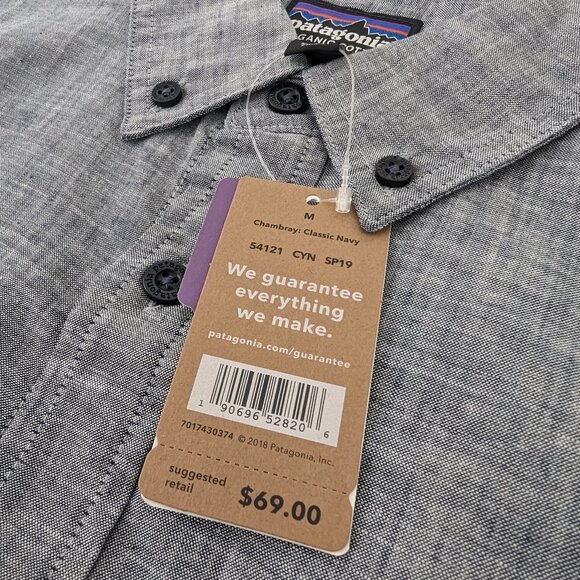 patagonia
M
Chambray: Classic Navy
54121 CYN SP19
We guarantee
everything
we make.
patagonia.com/guarantee
1 90696 52820 6
7017430374 © 2018 Patagonia, Inc.
suggested
retail $69.00